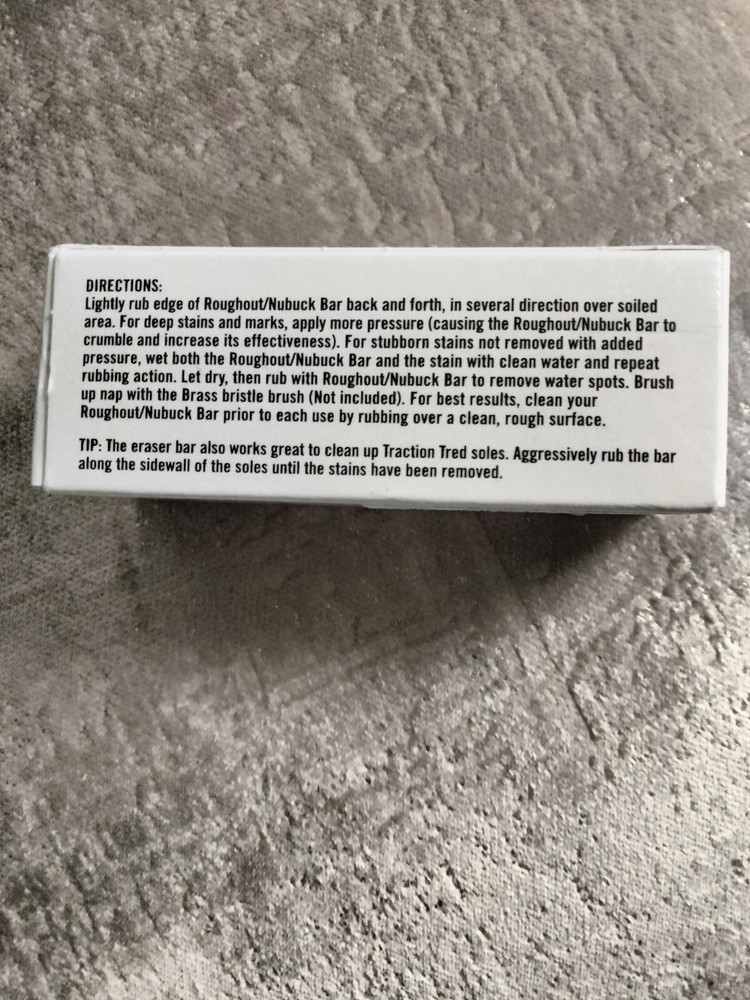 DIRECTIONS:
Lightly rub edge of Roughout/Nubuck Bar back and forth, in several direction over soiled
area. For deep stains and marks, apply more pressure (causing the Roughout/Nubuck Bar to
crumble and increase its effectiveness). For stubborn stains not removed with added
pressure, wet both the Roughout/Nubuck Bar and the stain with clean water and repeat
rubbing action. Let dry, then rub with Roughout/Nubuck Bar to remove water spots. Brush
up nap with the Brass bristle brush (Not included). For best results, clean your
Roughout/Nubuck Bar prior to each use by rubbing over a clean, rough surface.
TIP: The eraser bar also works great to clean up Traction Tred soles. Aggressively rub the bar
along the sidewall of the soles until the stains have been removed.